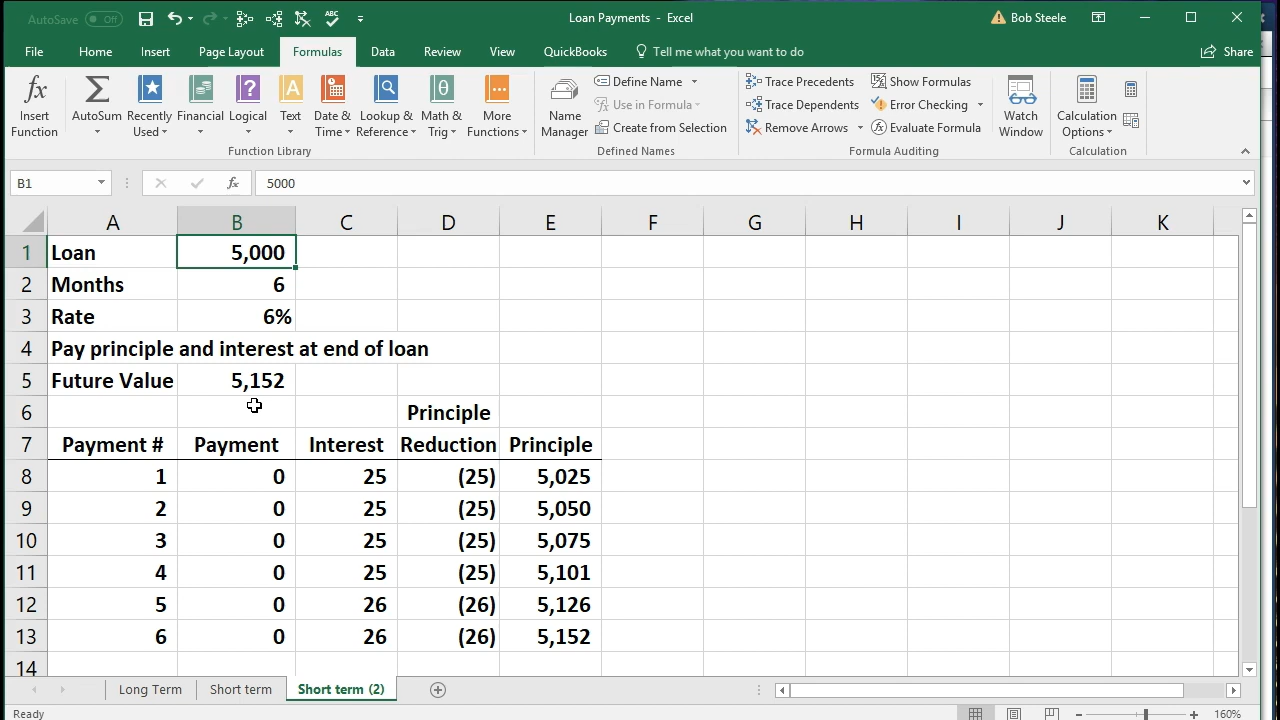 AutoSave Off
Loan Payments - Excel
Bob Steele
File Home Insert Page Layout Formulas Data Review View QuickBooks Tell me what you want to do Share
Insert Function
AutoSum
Recently Used
Financial
Logical
Text
Date & Time
Lookup & Reference
Math & Trig
More Functions
Function Library
Name Manager
Define Name
Use in Formula
Create from Selection
Defined Names
Trace Precedents
Trace Dependents
Remove Arrows
Show Formulas
Error Checking
Evaluate Formula
Formula Auditing
Watch Window
Calculation Options
Calculation
B1 fx 5000
A B C D E F G H I J K
1 Loan 5,000
2 Months 6
3 Rate 6%
4 Pay principle and interest at end of loan
5 Future Value 5,152
6 Principle
7 Payment # Payment Interest Reduction Principle
8 1 0 25 (25) 5,025
9 2 0 25 (25) 5,050
10 3 0 25 (25) 5,075
11 4 0 25 (25) 5,101
12 5 0 26 (26) 5,126
13 6 0 26 (26) 5,152
14
Long Term Short term Short term (2)
Ready 160%